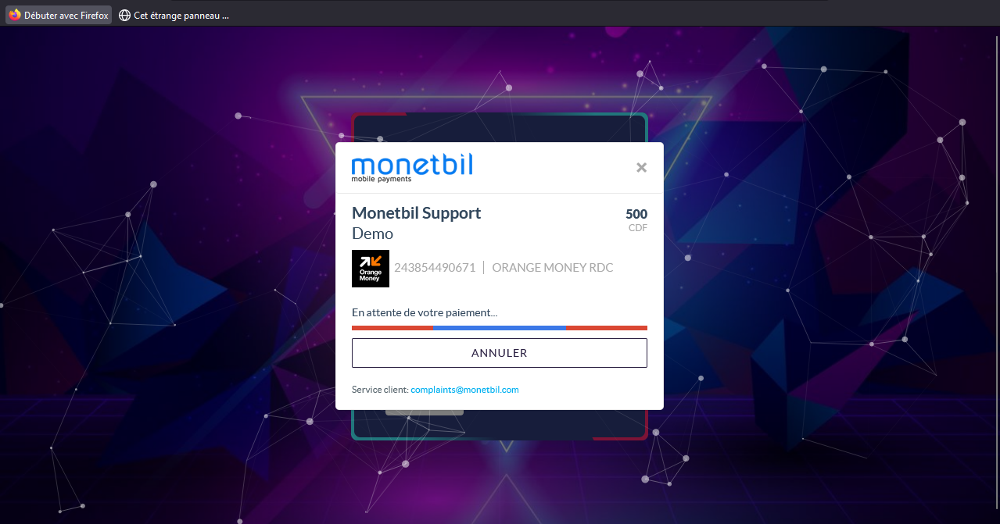 Débuter avec Firefox Cet étrange panneau ...
monetbil
mobile payments
×
Monetbil Support 500
Demo CDF
Orange Money 243854490671 | ORANGE MONEY RDC
En attente de votre paiement...
ANNULER
Service client: complaints@monetbil.com